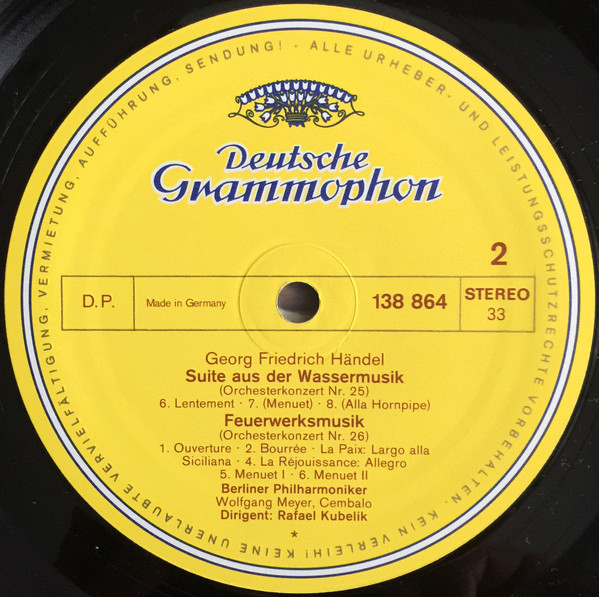 ALLE URHEBER- UND LEISTUNGSSCHUTZRECHTE VORBEHALTEN. KEIN VERLEIH! KEINE UNERLAUBTE VERVIELFÄLTIGUNG, VERMIETUNG, AUFFÜHRUNG, SENDUNG! -
Deutsche
Grammophon
2
D.P.
Made in Germany
138 864
STEREO
33
Georg Friedrich Händel
Suite aus der Wassermusik
(Orchesterkonzert Nr. 25)
6. Lentement · 7. (Menuet) · 8. (Alla Hornpipe)
Feuerwerksmusik
(Orchesterkonzert Nr. 26)
1. Ouverture · 2. Bourrée · La Paix: Largo alla
Siciliana · 4. La Réjouissance: Allegro
5. Menuet I · 6. Menuet II
Berliner Philharmoniker
Wolfgang Meyer, Cembalo
Dirigent: Rafael Kubelik
*